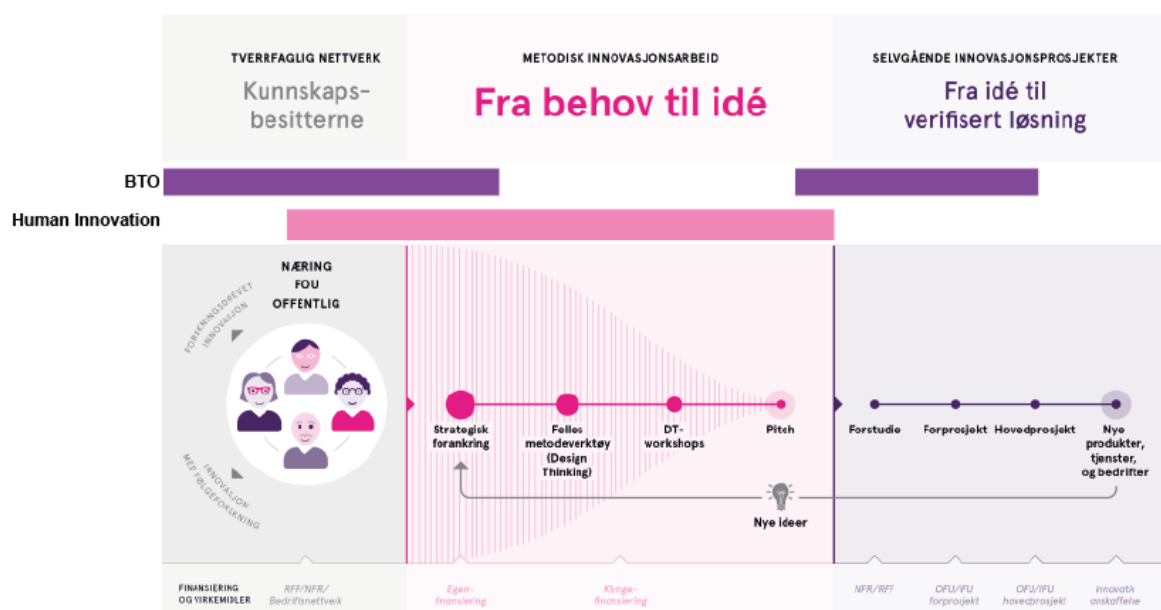 TVERRFAGLIG NETTVERK
Kunnskaps-
besitterne
METODISK INNOVASJONSARBEID
Fra behov til idé
SELVGÅENDE INNOVASJONSPROSJEKTER
Fra idé til
verifisert løsning
BTO
Human Innovation
NÆRING
FOU
OFFENTLIG
FORSKNINGSDREVET
INNOVASJON
INNOVASJON
MED FØLGEFORSKNING
Strategisk
forankring
Felles
metodeverktøy
(Design
Thinking)
DT-
workshops
Pitch
Forstudie
Forprosjekt
Hovedprosjekt
Nye
produkter,
tjenster,
og bedrifter
Nye ideer
FINANSIERING
OG VIRKEMIDLER
RFF/NFR/
Bedriftsnettverk
Egen-
finansiering
Klynge-
finansiering
NFR/RFF
OFU/IFU
forprosjekt
OFU/IFU
hovedprosjekt
Innovativ
anskaffelse